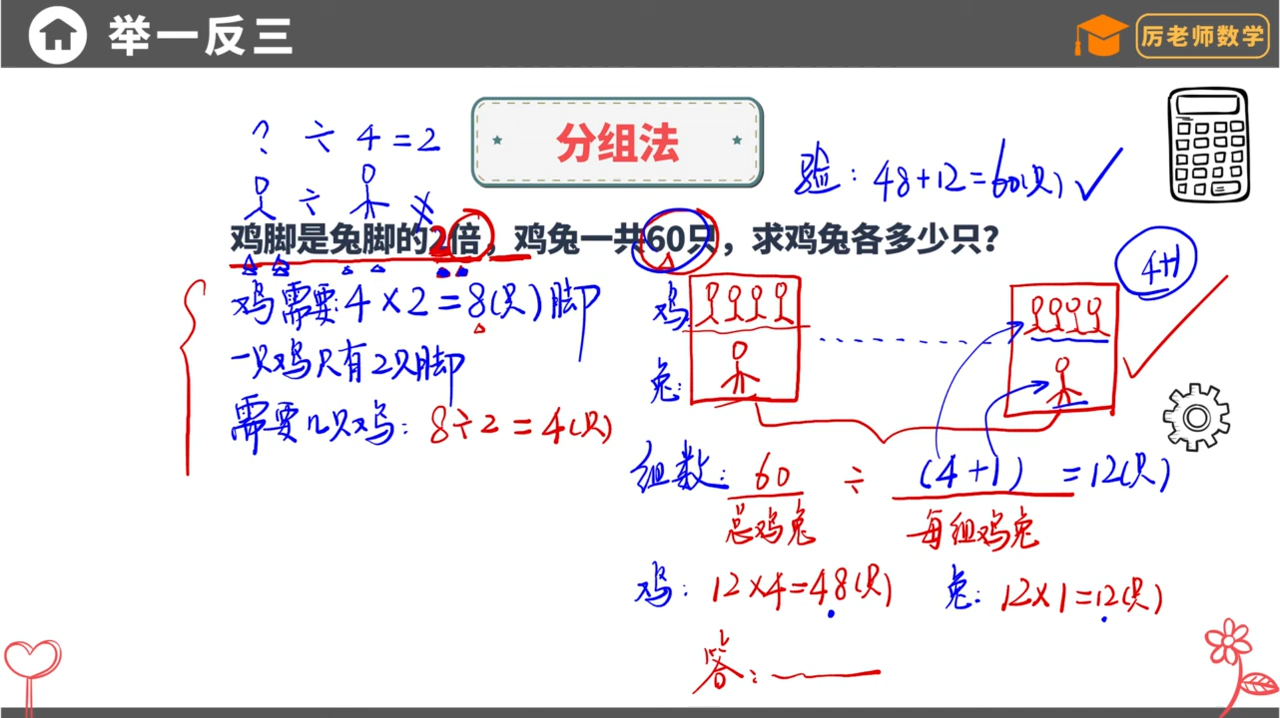 举一反三
厉老师数学
分组法
? ÷ 4 = 2
÷
验：48+12=60(只)✓
鸡脚是兔脚的2倍，鸡兔一共60只，求鸡兔各多少只?
4+1
鸡需要:4×2=8(只)脚
一只鸡只有2只脚
需要几只鸡：8÷2=4(只)
鸡:
兔:
组数：60÷(4+1)=12(只)
总鸡兔 每组鸡兔
鸡：12×4=48(只) 兔：12×1=12(只)
答：